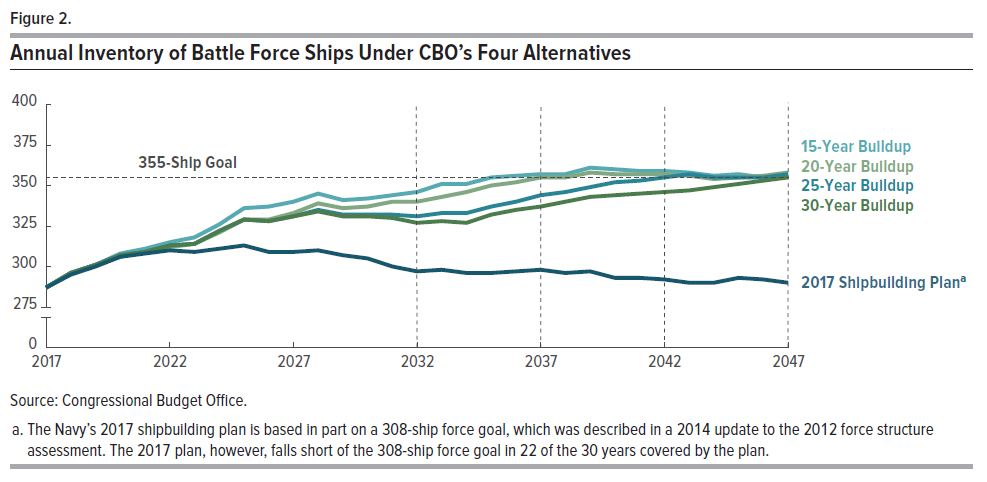 Figure 2.
Annual Inventory of Battle Force Ships Under CBO's Four Alternatives
400
375
355-Ship Goal
350
325
300
275
0
15-Year Buildup
20-Year Buildup
25-Year Buildup
30-Year Buildup
2017 Shipbuilding Planª
2017 2022 2027 2032 2037 2042 2047
Source: Congressional Budget Office.
a. The Navy's 2017 shipbuilding plan is based in part on a 308-ship force goal, which was described in a 2014 update to the 2012 force structure
assessment. The 2017 plan, however, falls short of the 308-ship force goal in 22 of the 30 years covered by the plan.